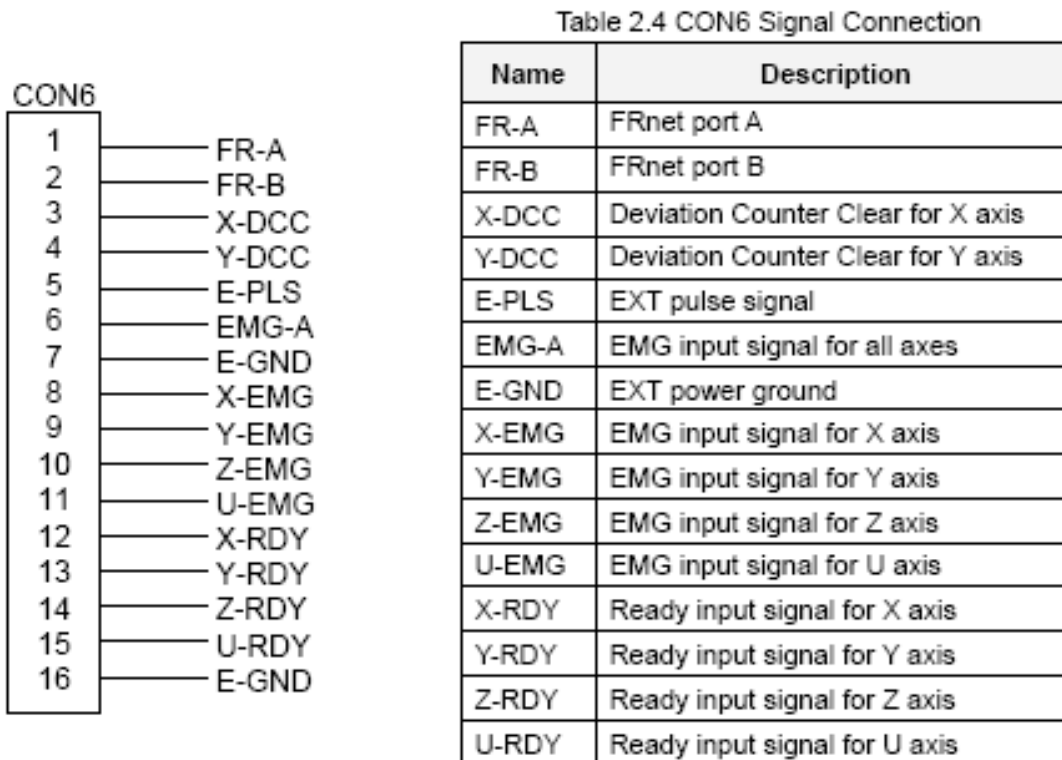 CON6
1 FR-A
2 FR-B
3 X-DCC
4 Y-DCC
5 E-PLS
6 EMG-A
7 E-GND
8 X-EMG
9 Y-EMG
10 Z-EMG
11 U-EMG
12 X-RDY
13 Y-RDY
14 Z-RDY
15 U-RDY
16 E-GND
Table 2.4 CON6 Signal Connection
Name Description
FR-A FRnet port A
FR-B FRnet port B
X-DCC Deviation Counter Clear for X axis
Y-DCC Deviation Counter Clear for Y axis
E-PLS EXT pulse signal
EMG-A EMG input signal for all axes
E-GND EXT power ground
X-EMG EMG input signal for X axis
Y-EMG EMG input signal for Y axis
Z-EMG EMG input signal for Z axis
U-EMG EMG input signal for U axis
X-RDY Ready input signal for X axis
Y-RDY Ready input signal for Y axis
Z-RDY Ready input signal for Z axis
U-RDY Ready input signal for U axis